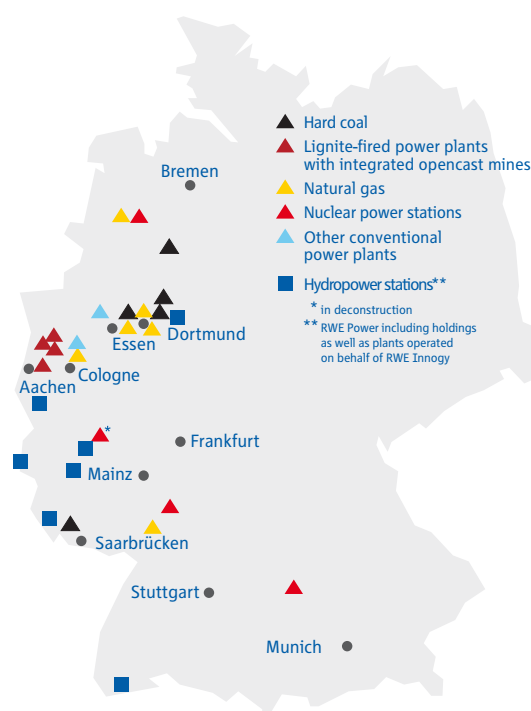 Hard coal
Lignite-fired power plants
with integrated opencast mines
Bremen
Natural gas
Nuclear power stations
Other conventional
power plants
Hydropower stations**
* in deconstruction
** RWE Power including holdings
as well as plants operated
on behalf of RWE Innogy
Dortmund
Essen
Cologne
Aachen
*
Frankfurt
Mainz
Saarbrücken
Stuttgart
Munich